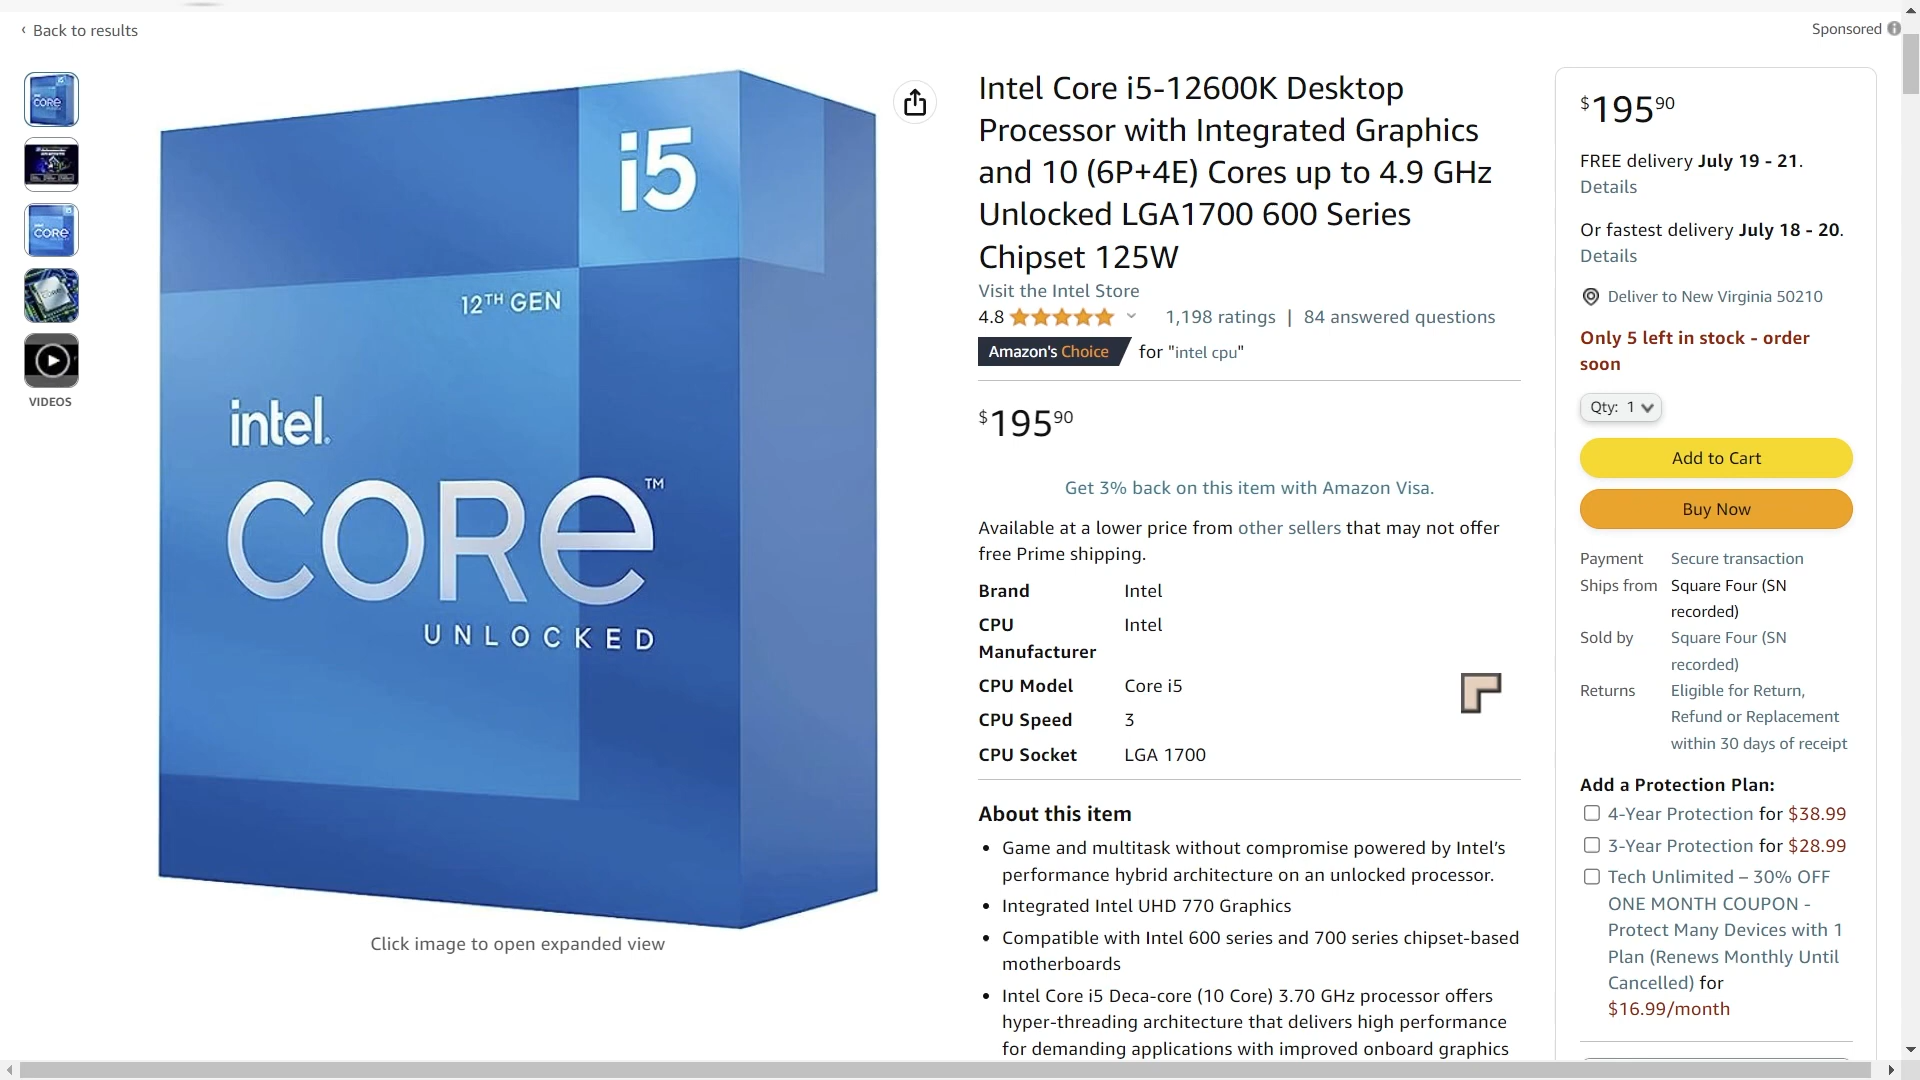 ‹ Back to results
Sponsored
i5
12TH GEN
intel.
CORE™
UNLOCKED
CORE
VIDEOS
Click image to open expanded view
Intel Core i5-12600K Desktop
Processor with Integrated Graphics
and 10 (6P+4E) Cores up to 4.9 GHz
Unlocked LGA1700 600 Series
Chipset 125W
Visit the Intel Store
4.8
1,198 ratings | 84 answered questions
Amazon's Choice for "intel cpu"
$195 90
Get 3% back on this item with Amazon Visa.
Available at a lower price from other sellers that may not offer
free Prime shipping.
Brand Intel
CPU Manufacturer Intel
CPU Model Core i5
CPU Speed 3
CPU Socket LGA 1700
About this item
• Game and multitask without compromise powered by Intel’s
performance hybrid architecture on an unlocked processor.
• Integrated Intel UHD 770 Graphics
• Compatible with Intel 600 series and 700 series chipset-based
motherboards
• Intel Core i5 Deca-core (10 Core) 3.70 GHz processor offers
hyper-threading architecture that delivers high performance
for demanding applications with improved onboard graphics
$195 90
FREE delivery July 19 - 21.
Details
Or fastest delivery July 18 - 20.
Details
Deliver to New Virginia 50210
Only 5 left in stock - order
soon
Qty: 1
Add to Cart
Buy Now
Payment Secure transaction
Ships from Square Four (SN
recorded)
Sold by Square Four (SN
recorded)
Returns Eligible for Return,
Refund or Replacement
within 30 days of receipt
Add a Protection Plan:
4-Year Protection for $38.99
3-Year Protection for $28.99
Tech Unlimited – 30% OFF
ONE MONTH COUPON -
Protect Many Devices with 1
Plan (Renews Monthly Until
Cancelled) for
$16.99/month